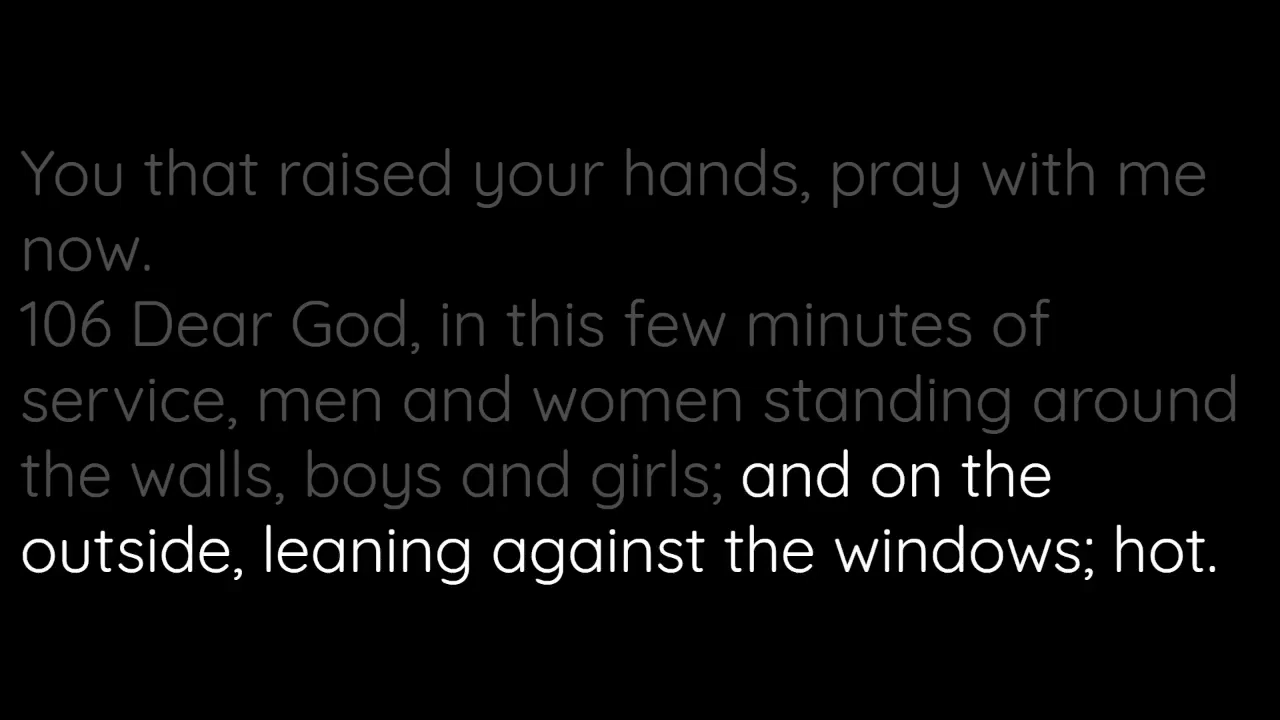 You that raised your hands, pray with me
now.
106 Dear God, in this few minutes of
service, men and women standing around
the walls, boys and girls; and on the
outside, leaning against the windows; hot.